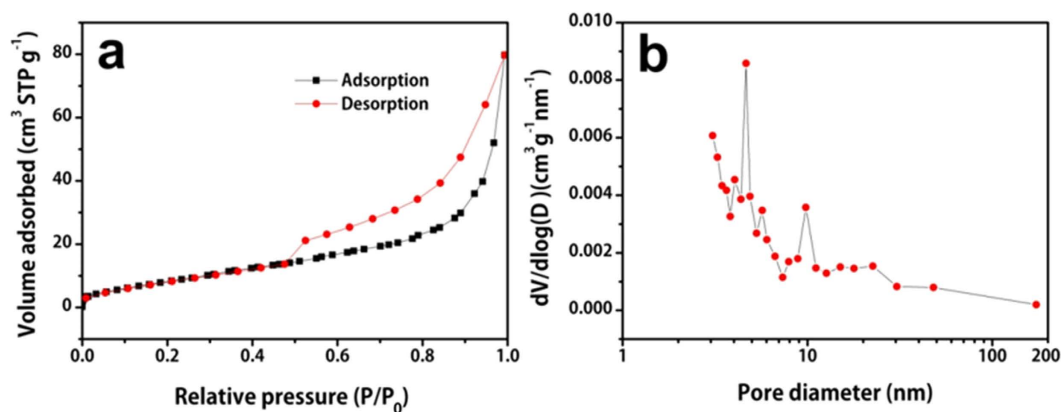 a
Volume adsorbed (cm³ STP g⁻¹)
80
60
40
20
0
Adsorption
Desorption
0.0 0.2 0.4 0.6 0.8 1.0
Relative pressure (P/P₀)
b
dV/dlog(D )(cm³g⁻¹nm⁻¹)
0.010
0.008
0.006
0.004
0.002
0.000
1 10 100 200
Pore diameter (nm)